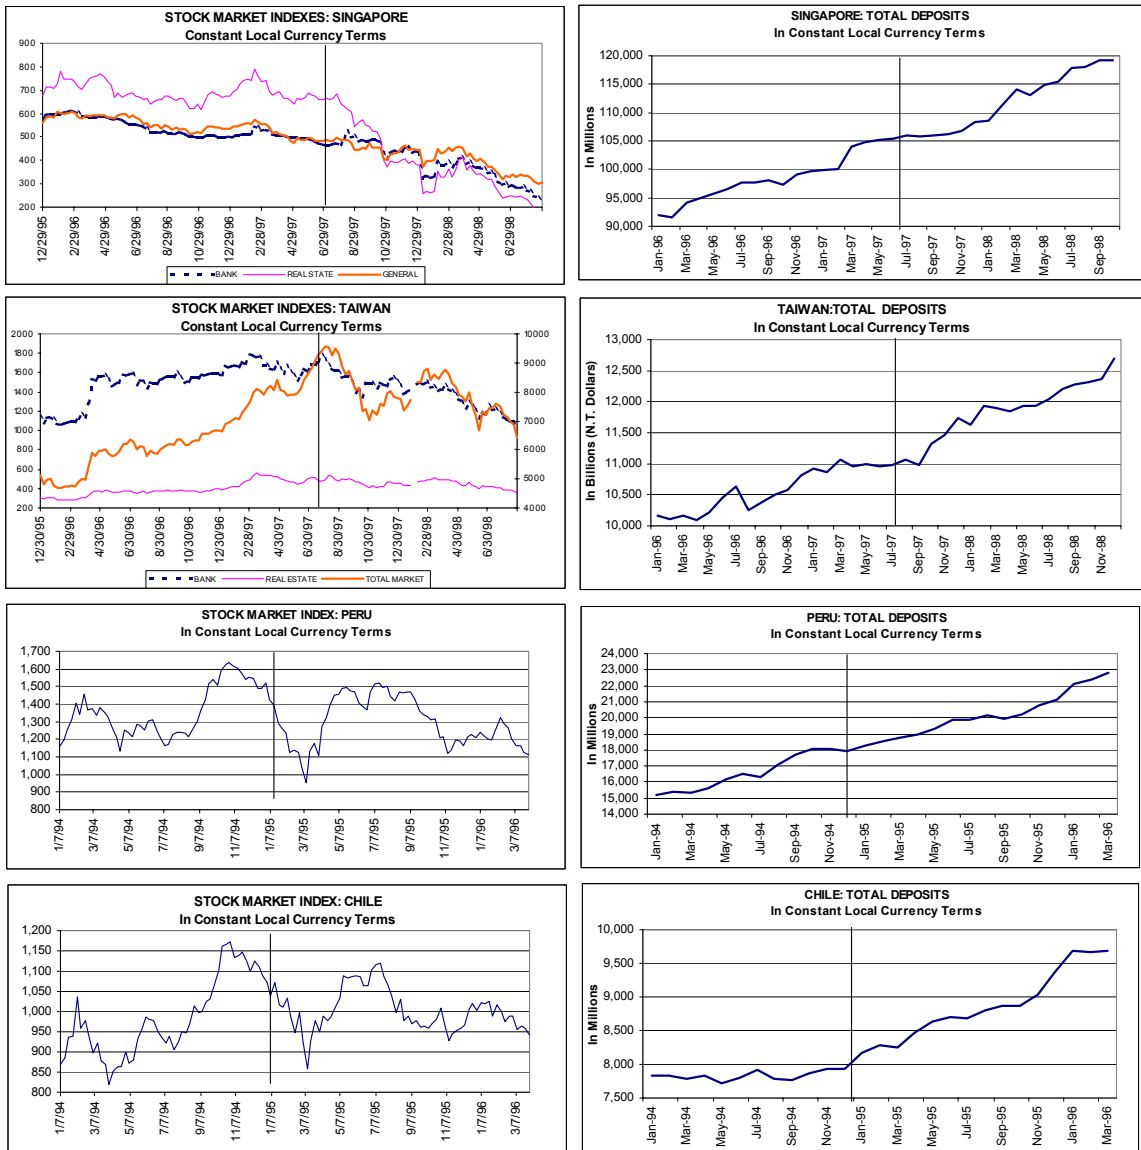 STOCK MARKET INDEXES: SINGAPORE
Constant Local Currency Terms
900
800
700
600
500
400
300
200
12/29/95
2/29/96
4/29/96
6/29/96
8/29/96
10/29/96
12/29/96
2/28/97
4/29/97
6/29/97
8/29/97
10/29/97
12/29/97
2/28/98
4/29/98
6/29/98
BANK REAL STATE GENERAL
SINGAPORE: TOTAL DEPOSITS
In Constant Local Currency Terms
In Millions
120,000
115,000
110,000
105,000
100,000
95,000
90,000
Jan-96
Mar-96
May-96
Jul-96
Sep-96
Nov-96
Jan-97
Mar-97
May-97
Jul-97
Sep-97
Nov-97
Jan-98
Mar-98
May-98
Jul-98
Sep-98
STOCK MARKET INDEXES: TAIWAN
Constant Local Currency Terms
2000
1800
1600
1400
1200
1000
800
600
400
200
10000
9000
8000
7000
6000
5000
4000
12/30/95
2/29/96
4/30/96
6/30/96
8/30/96
10/30/96
12/30/96
2/28/97
4/30/97
6/30/97
8/30/97
10/30/97
12/30/97
2/28/98
4/30/98
6/30/98
BANK REAL ESTATE TOTAL MARKET
TAIWAN:TOTAL DEPOSITS
In Constant Local Currency Terms
In Billions (N.T. Dollars)
13,000
12,500
12,000
11,500
11,000
10,500
10,000
Jan-96
Mar-96
May-96
Jul-96
Sep-96
Nov-96
Jan-97
Mar-97
May-97
Jul-97
Sep-97
Nov-97
Jan-98
Mar-98
May-98
Jul-98
Sep-98
Nov-98
STOCK MARKET INDEX: PERU
In Constant Local Currency Terms
1,700
1,600
1,500
1,400
1,300
1,200
1,100
1,000
900
800
1/7/94
3/7/94
5/7/94
7/7/94
9/7/94
11/7/94
1/7/95
3/7/95
5/7/95
7/7/95
9/7/95
11/7/95
1/7/96
3/7/96
PERU: TOTAL DEPOSITS
In Constant Local Currency Terms
In Millions
24,000
23,000
22,000
21,000
20,000
19,000
18,000
17,000
16,000
15,000
14,000
Jan-94
Mar-94
May-94
Jul-94
Sep-94
Nov-94
Jan-95
Mar-95
May-95
Jul-95
Sep-95
Nov-95
Jan-96
Mar-96
STOCK MARKET INDEX: CHILE
In Constant Local Currency Terms
1,200
1,150
1,100
1,050
1,000
950
900
850
800
1/7/94
3/7/94
5/7/94
7/7/94
9/7/94
11/7/94
1/7/95
3/7/95
5/7/95
7/7/95
9/7/95
11/7/95
1/7/96
3/7/96
CHILE: TOTAL DEPOSITS
In Constant Local Currency Terms
In Millions
10,000
9,500
9,000
8,500
8,000
7,500
Jan-94
Mar-94
May-94
Jul-94
Sep-94
Nov-94
Jan-95
Mar-95
May-95
Jul-95
Sep-95
Nov-95
Jan-96
Mar-96